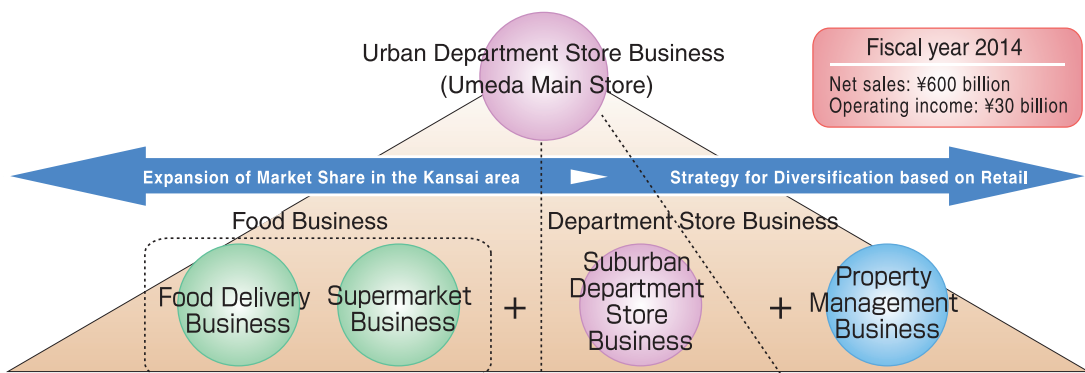 Urban Department Store Business
(Umeda Main Store)
Fiscal year 2014
Net sales: ¥600 billion
Operating income: ¥30 billion
Expansion of Market Share in the Kansai area
Strategy for Diversification based on Retail
Food Business
Department Store Business
Food Delivery
Business
Supermarket
Business
+
Suburban
Department
Store
Business
+
Property
Management
Business